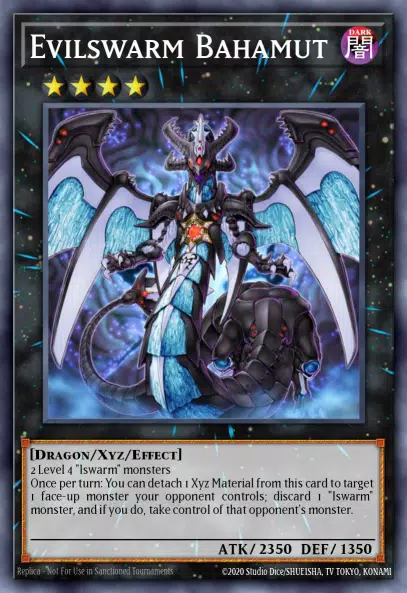 Evilswarm Bahamut
DARK
闇
[Dragon/Xyz/Effect]
2 Level 4 "lswarm" monsters
Once per turn: You can detach 1 Xyz Material from this card to target
1 face-up monster your opponent controls; discard 1 "lswarm"
monster, and if you do, take control of that opponent's monster.
ATK/ 2350 DEF/ 1350
Replica - Not For Use in Sanctioned Tournaments
©2020 Studio Dice/SHUEISHA, TV TOKYO, KONAMI